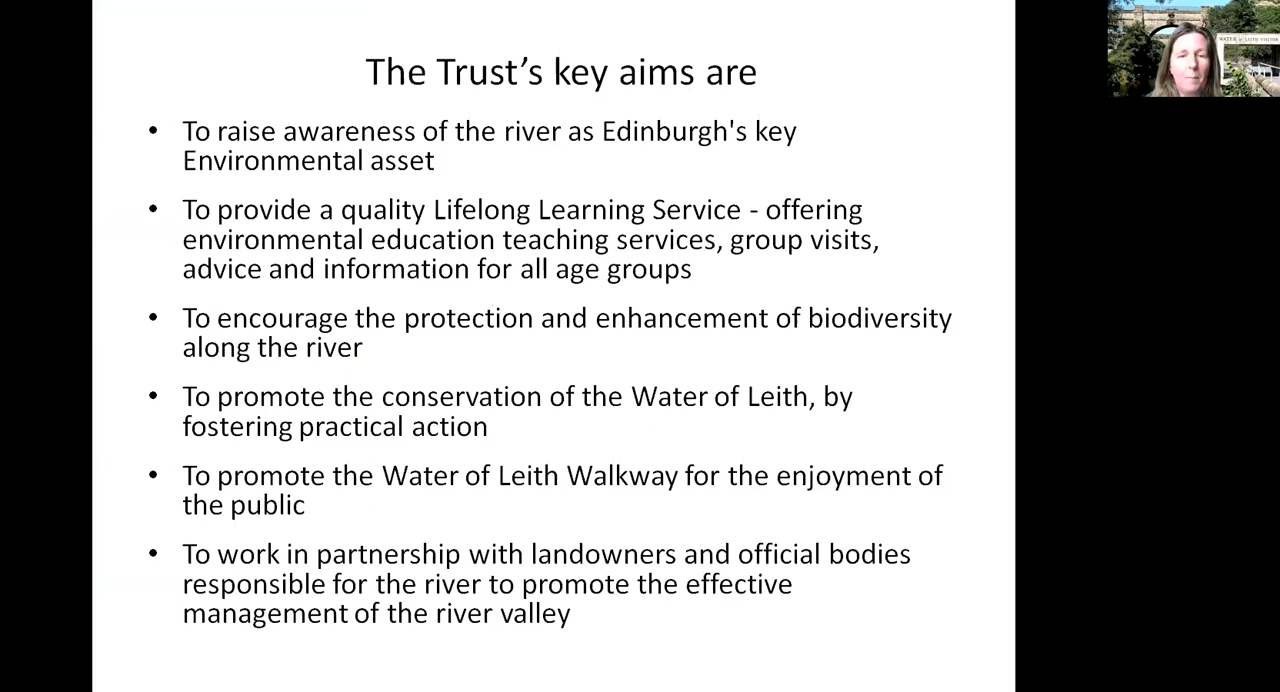 The Trust's key aims are
• To raise awareness of the river as Edinburgh's key
Environmental asset
• To provide a quality Lifelong Learning Service - offering
environmental education teaching services, group visits,
advice and information for all age groups
• To encourage the protection and enhancement of biodiversity
along the river
• To promote the conservation of the Water of Leith, by
fostering practical action
• To promote the Water of Leith Walkway for the enjoyment of
the public
• To work in partnership with landowners and official bodies
responsible for the river to promote the effective
management of the river valley
WATER of LEITH VISITOR